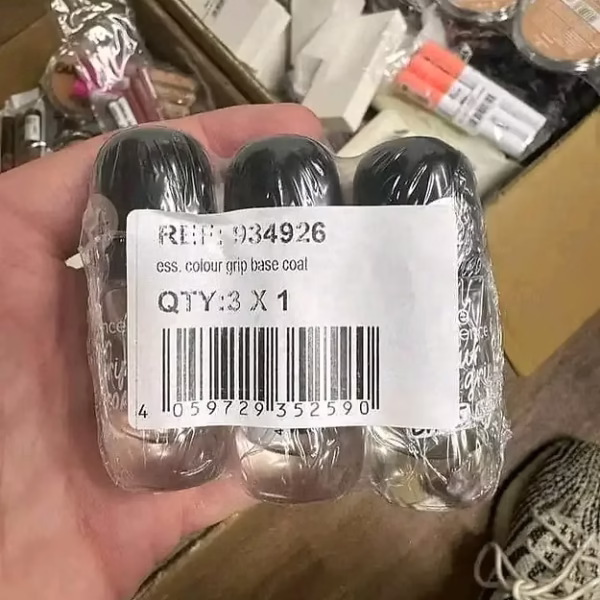 REF: 934926
ess. colour grip base coat
QTY:3 X 1
4 059729 352590